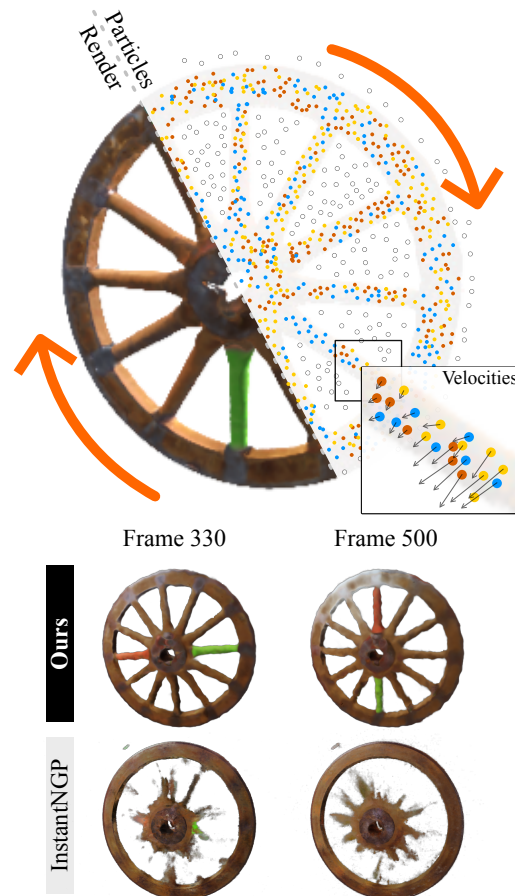 Particles
Render
Velocities
Frame 330
Frame 500
Ours
InstantNGP